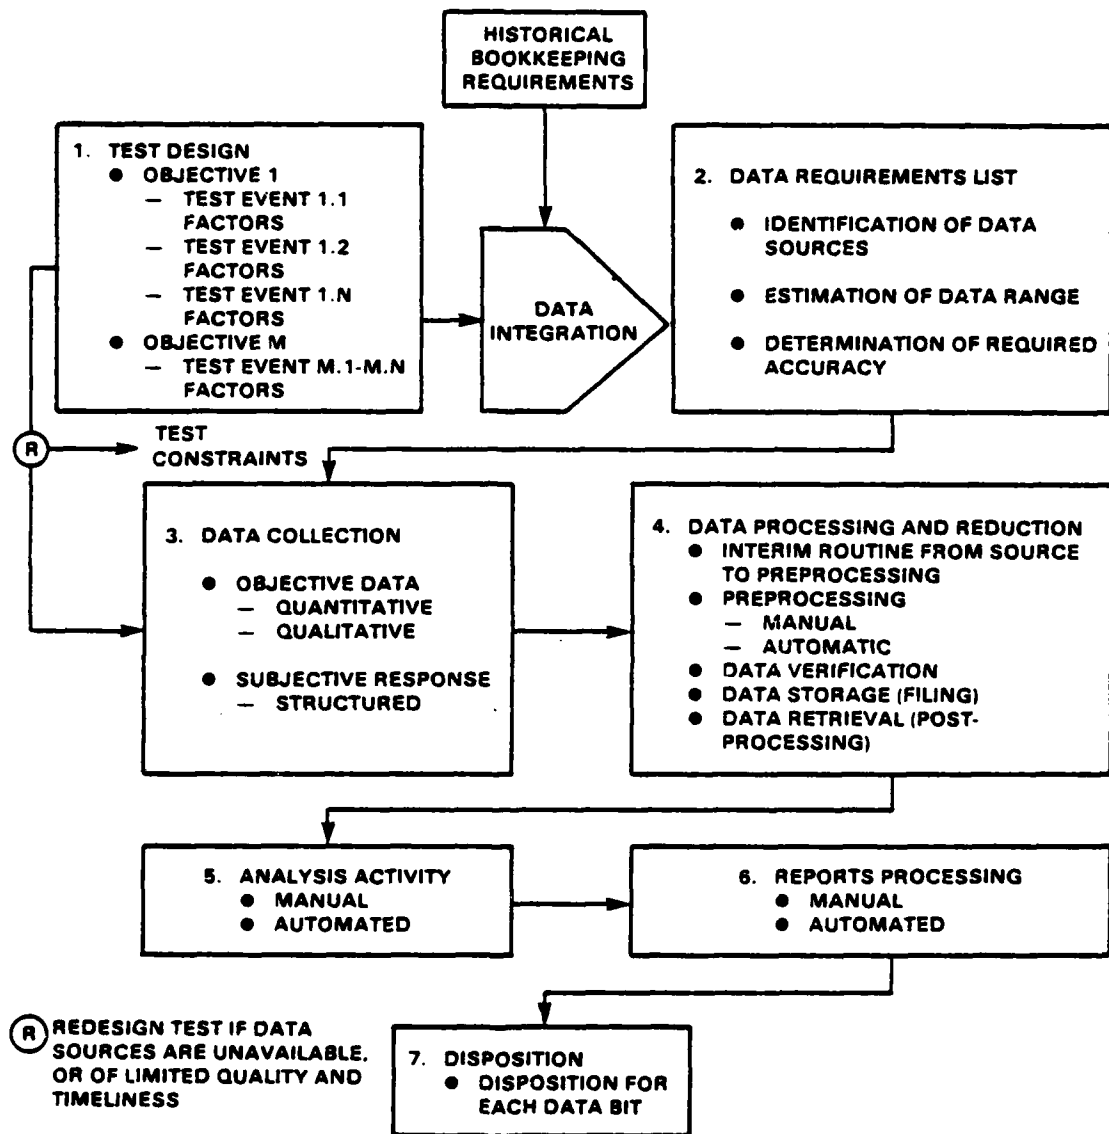 HISTORICAL
BOOKKEEPING
REQUIREMENTS
1. TEST DESIGN
● OBJECTIVE 1
— TEST EVENT 1.1
FACTORS
— TEST EVENT 1.2
FACTORS
— TEST EVENT 1.N
FACTORS
● OBJECTIVE M
— TEST EVENT M.1-M.N
FACTORS
DATA
INTEGRATION
2. DATA REQUIREMENTS LIST
● IDENTIFICATION OF DATA
SOURCES
● ESTIMATION OF DATA RANGE
● DETERMINATION OF REQUIRED
ACCURACY
R
TEST
CONSTRAINTS
3. DATA COLLECTION
● OBJECTIVE DATA
— QUANTITATIVE
— QUALITATIVE
● SUBJECTIVE RESPONSE
— STRUCTURED
4. DATA PROCESSING AND REDUCTION
● INTERIM ROUTINE FROM SOURCE
TO PREPROCESSING
● PREPROCESSING
— MANUAL
— AUTOMATIC
● DATA VERIFICATION
● DATA STORAGE (FILING)
● DATA RETRIEVAL (POST-
PROCESSING)
5. ANALYSIS ACTIVITY
● MANUAL
● AUTOMATED
6. REPORTS PROCESSING
● MANUAL
● AUTOMATED
R REDESIGN TEST IF DATA
SOURCES ARE UNAVAILABLE.
OR OF LIMITED QUALITY AND
TIMELINESS
7. DISPOSITION
● DISPOSITION FOR
EACH DATA BIT